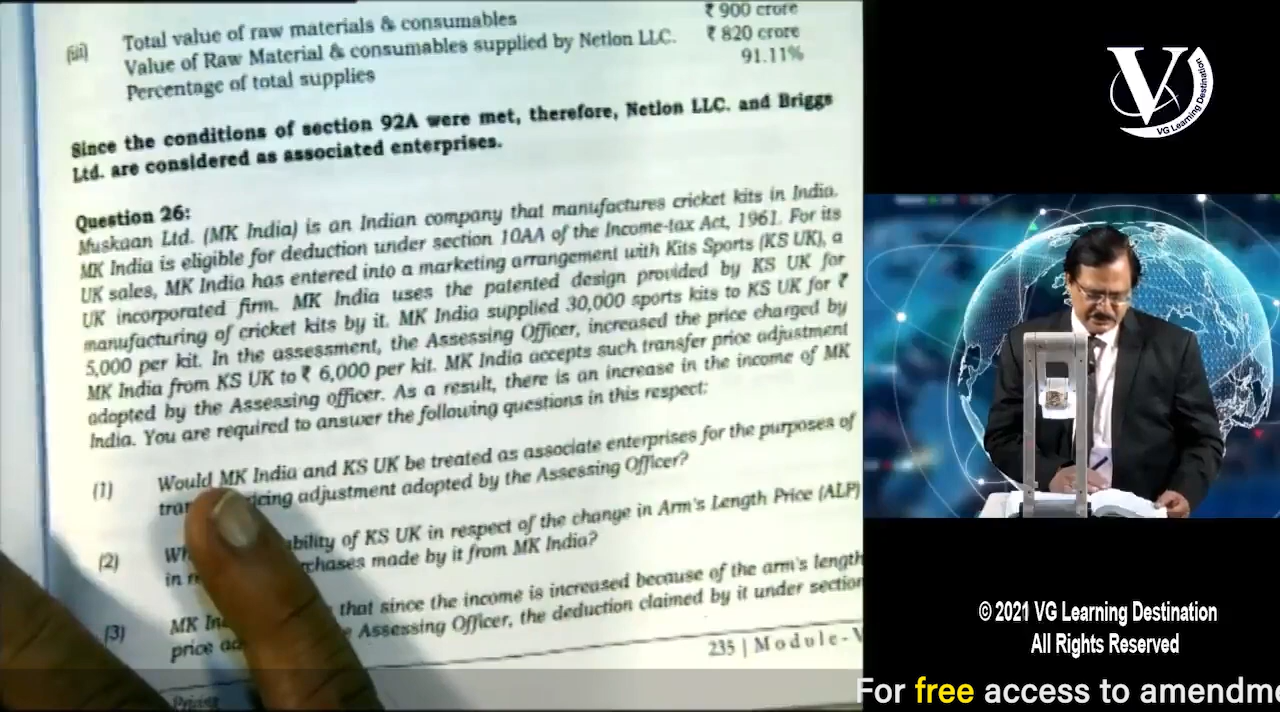 (iii) Total value of raw materials & consumables ₹ 900 crore
Value of Raw Material & consumables supplied by Netlon LLC. ₹ 820 crore
Percentage of total supplies 91.11%
Since the conditions of section 92A were met, therefore, Netlon LLC. and Briggs
Ltd. are considered as associated enterprises.
Question 26:
Muskaan Ltd. (MK India) is an Indian company that manufactures cricket kits in India.
MK India is eligible for deduction under section 10AA of the Income-tax Act, 1961. For its
UK sales, MK India has entered into a marketing arrangement with Kits Sports (KS UK), a
UK incorporated firm. MK India uses the patented design provided by KS UK for
manufacturing of cricket kits by it. MK India supplied 30,000 sports kits to KS UK for ₹
5,000 per kit. In the assessment, the Assessing Officer, increased the price charged by
MK India from KS UK to ₹ 6,000 per kit. MK India accepts such transfer price adjustment
adopted by the Assessing officer. As a result, there is an increase in the income of MK
India. You are required to answer the following questions in this respect:
(1) Would MK India and KS UK be treated as associate enterprises for the purposes of
adjustment adopted by the Assessing Officer?
(2) of KS UK in respect of the change in Arm's Length Price (ALP)
in made by it from MK India?
(3) MK that since the income is increased because of the arm's length
price Assessing Officer, the deduction claimed by it under section
235 | Module-V
Pricing
V
VG Learning Destination
© 2021 VG Learning Destination
All Rights Reserved
For free access to amendme